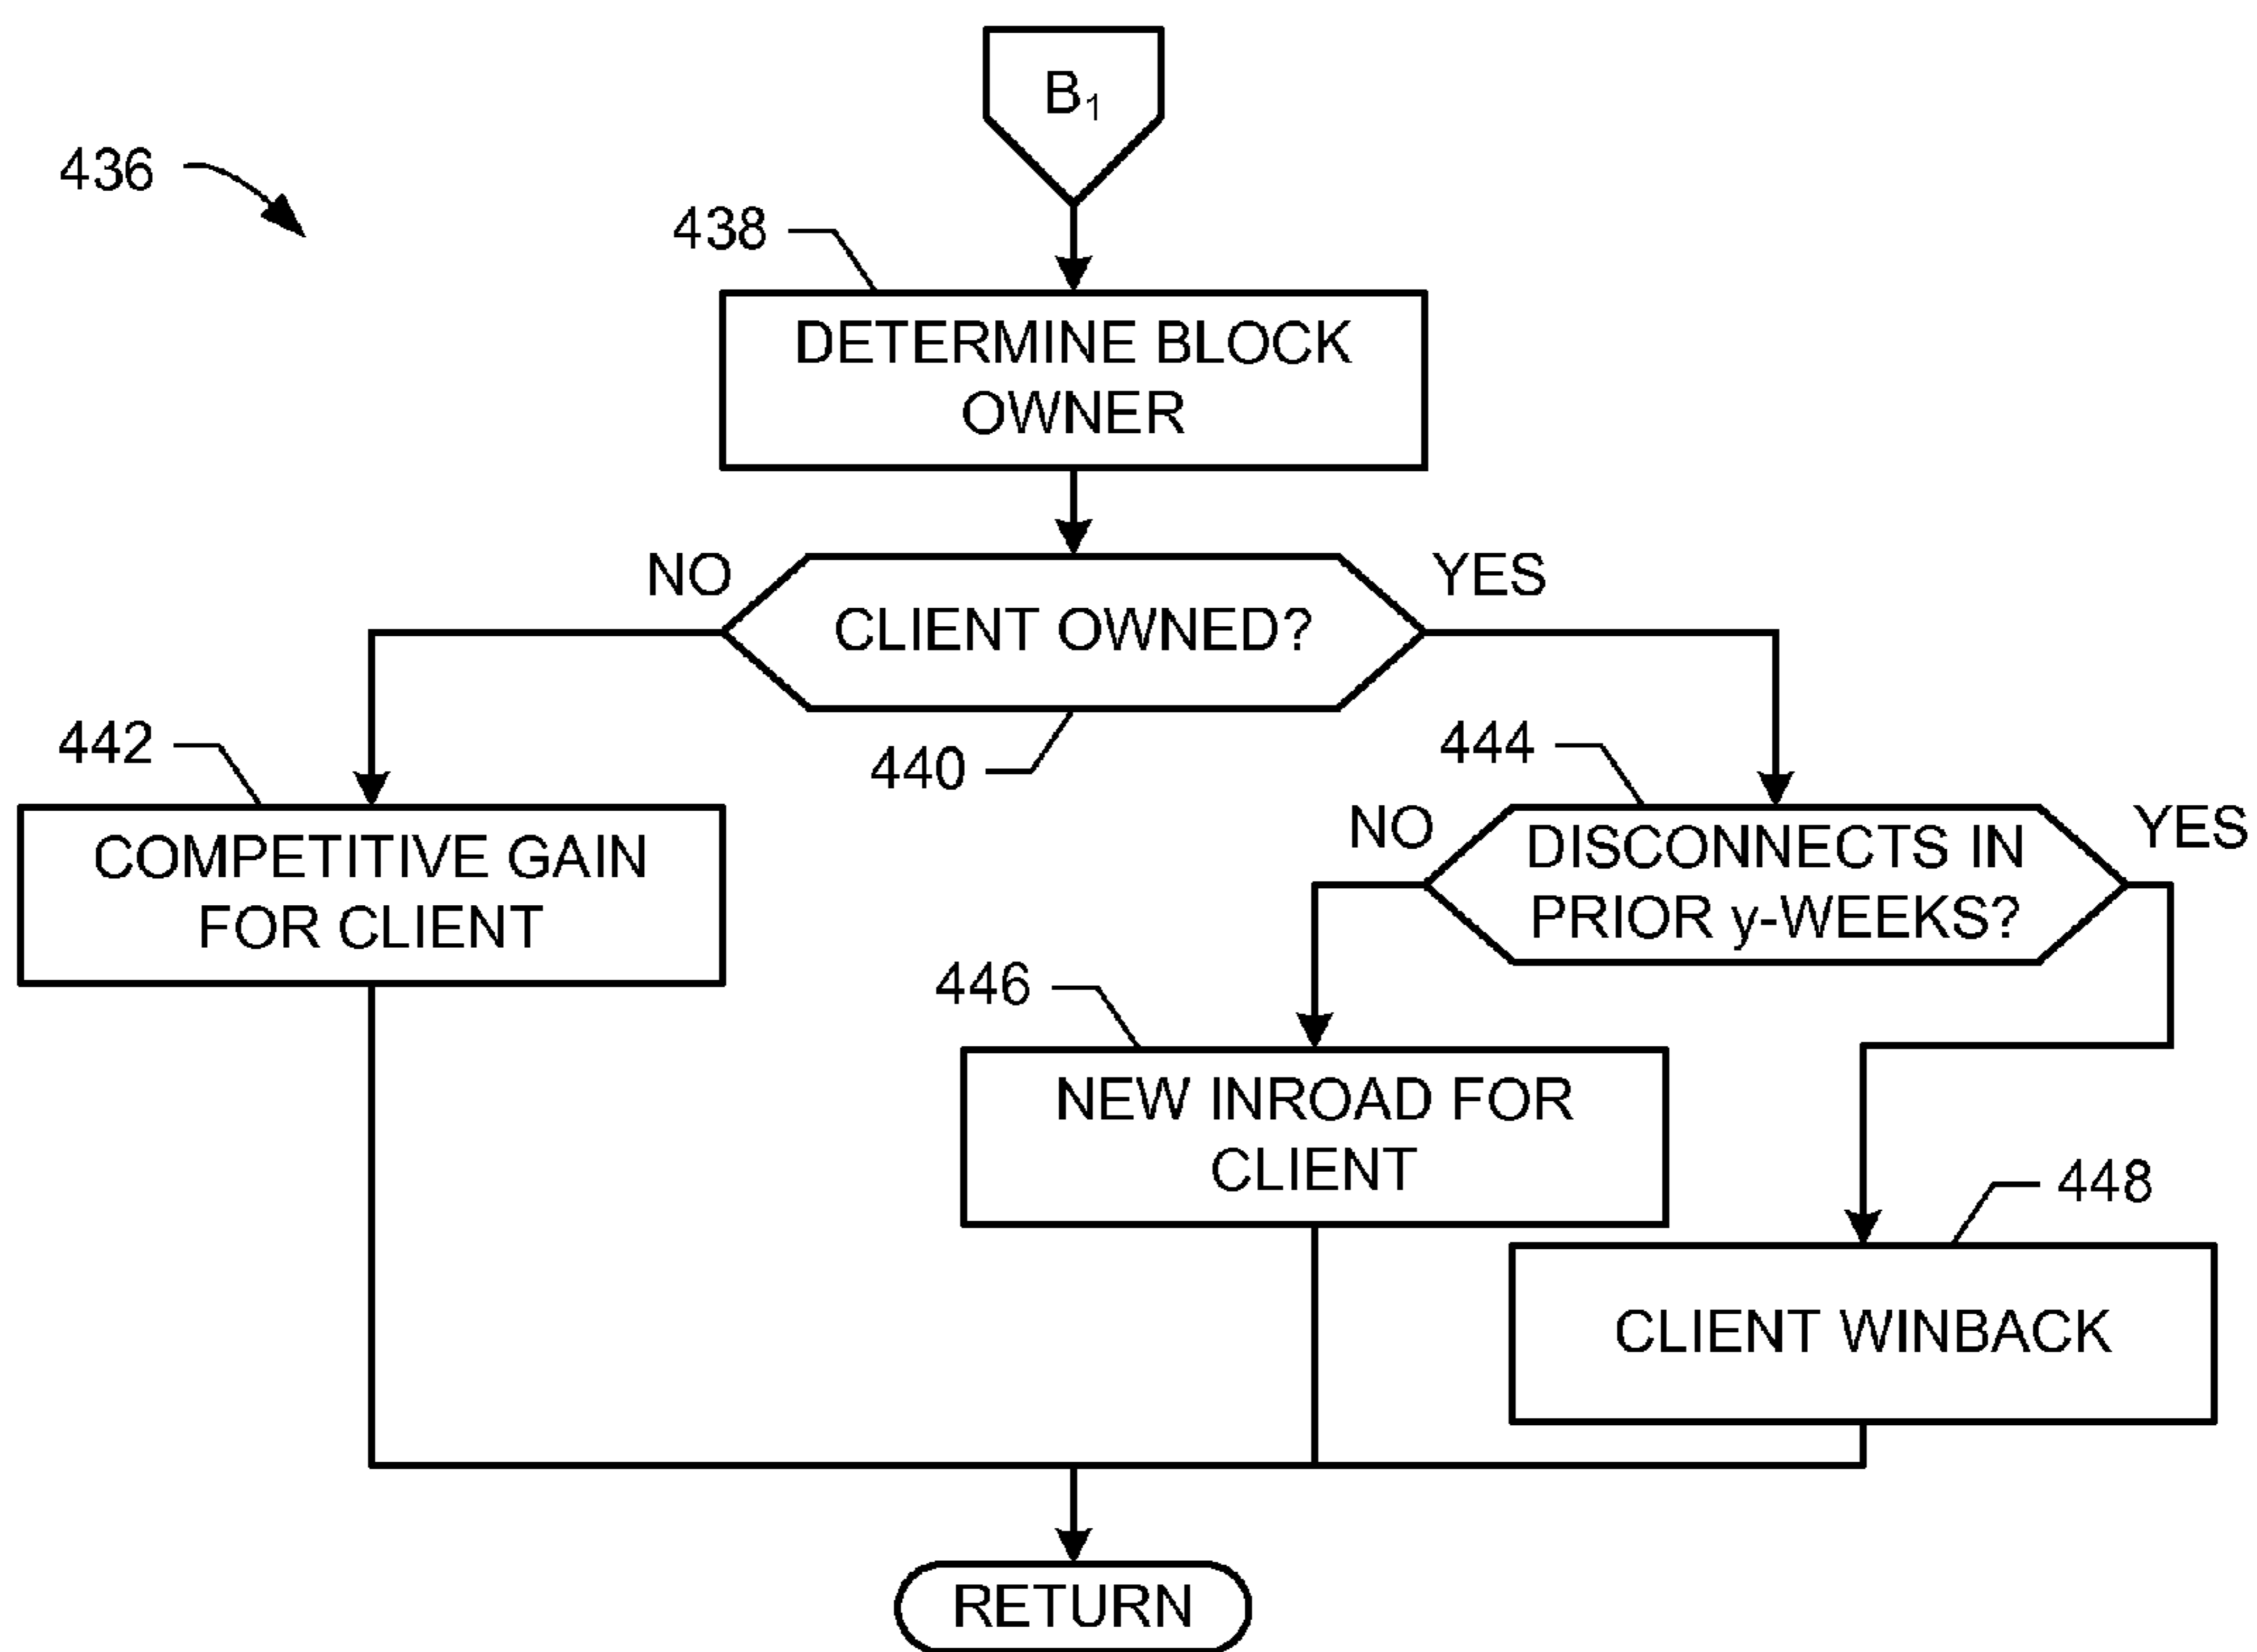 B₁
436
438
DETERMINE BLOCK
OWNER
NO
YES
CLIENT OWNED?
440
442
COMPETITIVE GAIN
FOR CLIENT
444
NO
YES
DISCONNECTS IN
PRIOR y-WEEKS?
446
NEW INROAD FOR
CLIENT
448
CLIENT WINBACK
RETURN